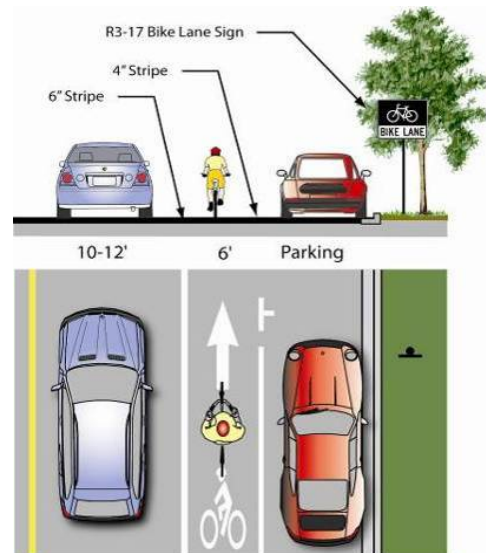 R3-17 Bike Lane Sign
4" Stripe
6" Stripe
BIKE LANE
10-12'
6'
Parking